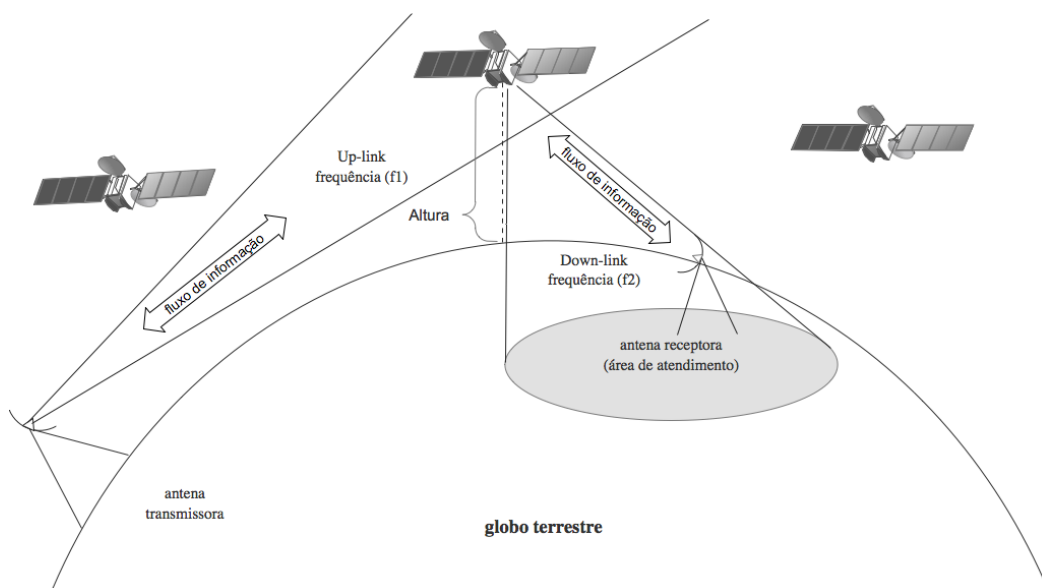 Up-link
frequência (f1)
Altura
fluxo de informação
fluxo de informação
Down-link
frequência (f2)
antena receptora
(área de atendimento)
antena
transmissora
globo terrestre